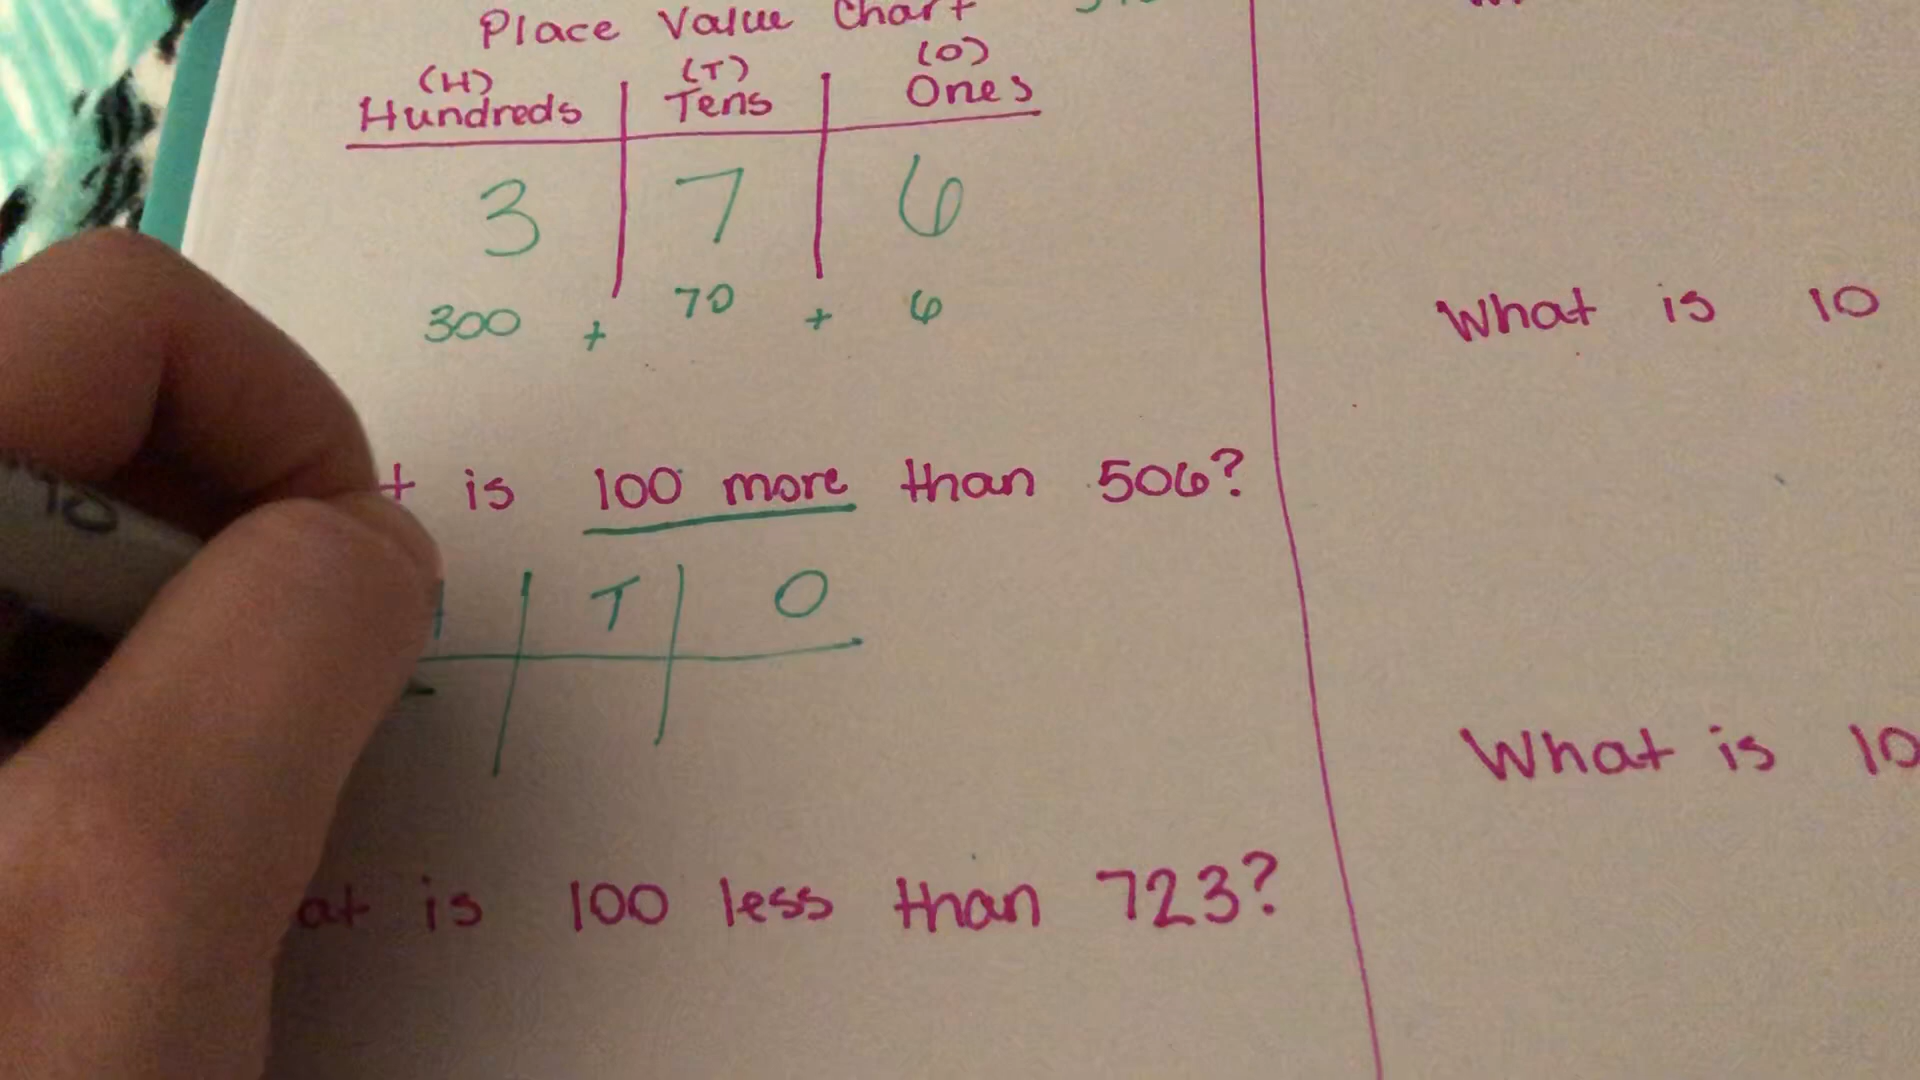 Place Value Chart
(H) (T) (O)
Hundreds Tens Ones
3 7 6
300 + 70 + 6
What is 10
is 100 more than 506?
T O
What is 10
is 100 less than 723?
10